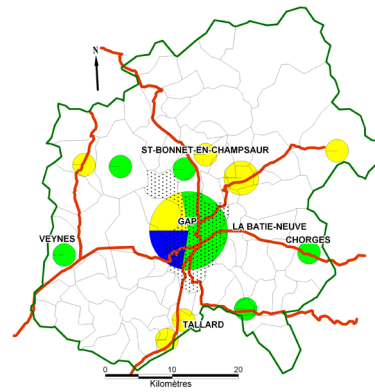 N
ST-BONNET-EN-CHAMPSAUR
GAP
LA BATIE-NEUVE
VEYNES
CHORGES
TALLARD
0 10 20
Kilomètres